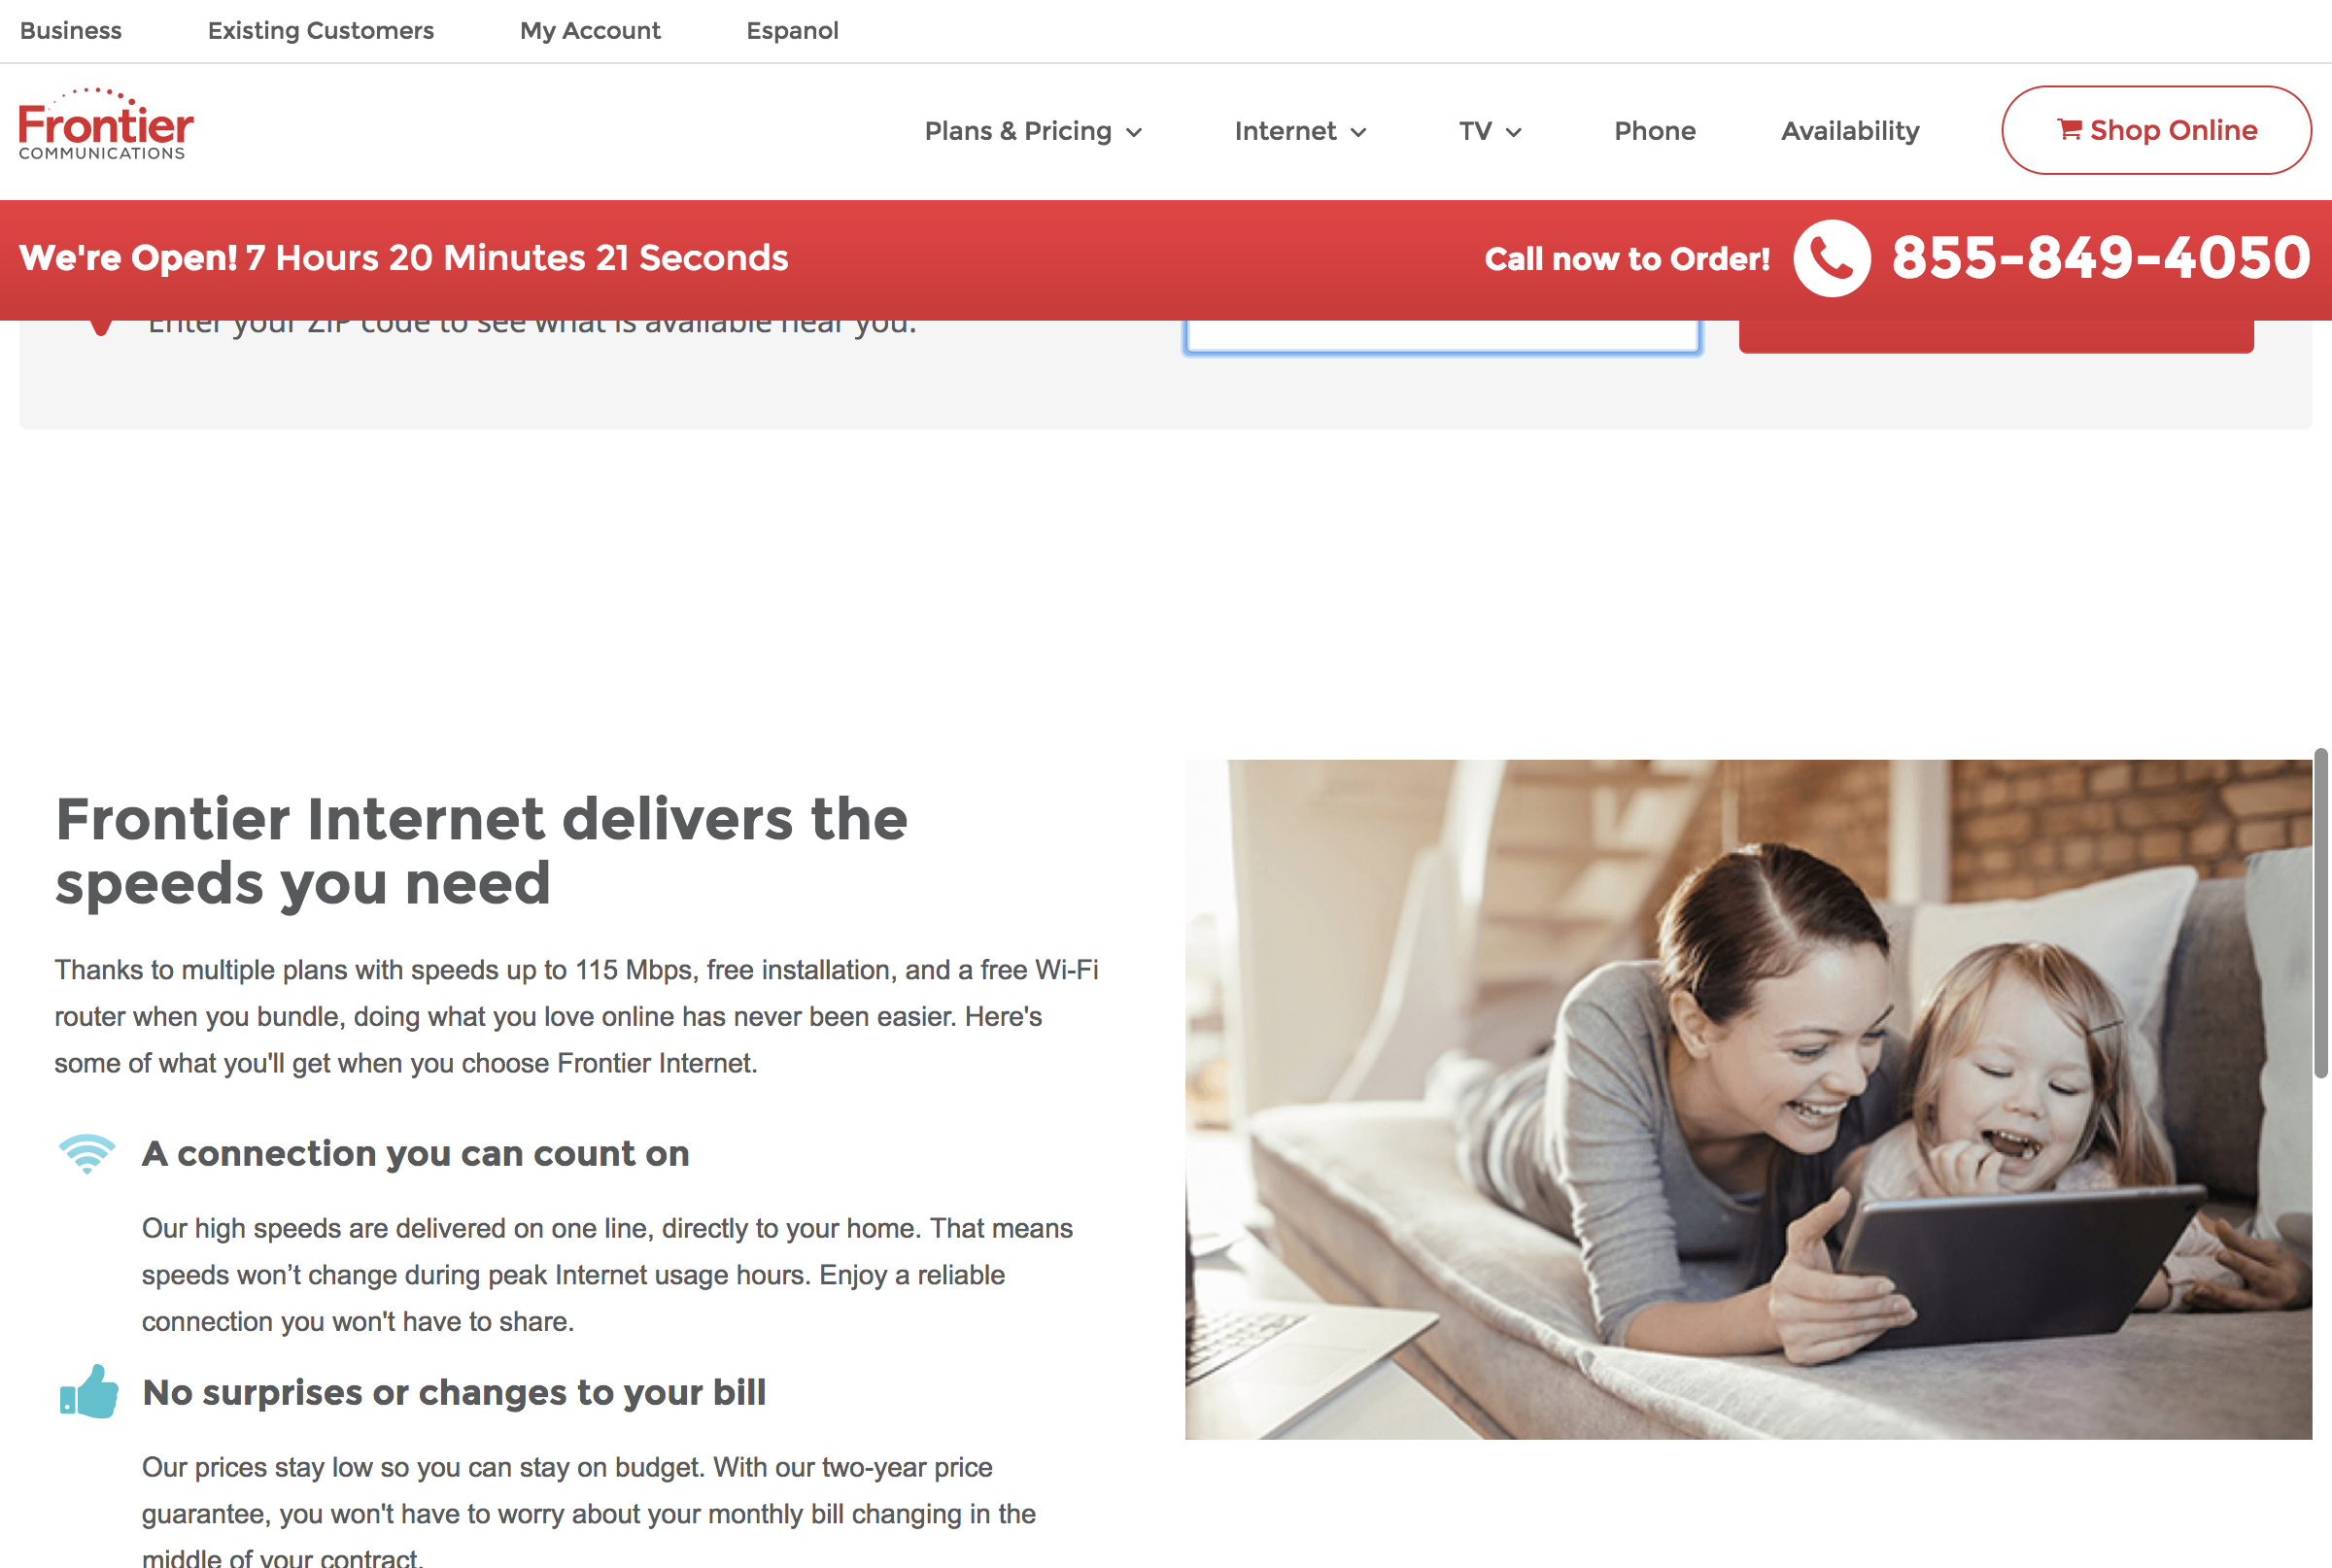 Business Existing Customers My Account Espanol
Frontier
COMMUNICATIONS
Plans & Pricing Internet TV Phone Availability Shop Online
We're Open! 7 Hours 20 Minutes 21 Seconds
Call now to Order! 855-849-4050
Enter your ZIP code to see what is available near you.
Frontier Internet delivers the
speeds you need
Thanks to multiple plans with speeds up to 115 Mbps, free installation, and a free Wi-Fi
router when you bundle, doing what you love online has never been easier. Here's
some of what you'll get when you choose Frontier Internet.
A connection you can count on
Our high speeds are delivered on one line, directly to your home. That means
speeds won’t change during peak Internet usage hours. Enjoy a reliable
connection you won't have to share.
No surprises or changes to your bill
Our prices stay low so you can stay on budget. With our two-year price
guarantee, you won't have to worry about your monthly bill changing in the
middle of your contract.